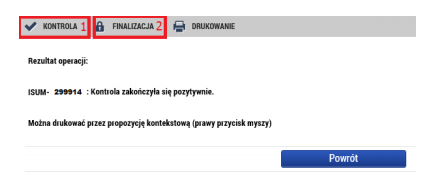 KONTROLA 1 FINALIZACJA 2 DRUKOWANIE
Rezultat operacji:
ISUM- 299914 : Kontrola zakończyła się pozytywnie.
Można drukować przez propozycję kontekstową (prawy przycisk myszy)
Powrót